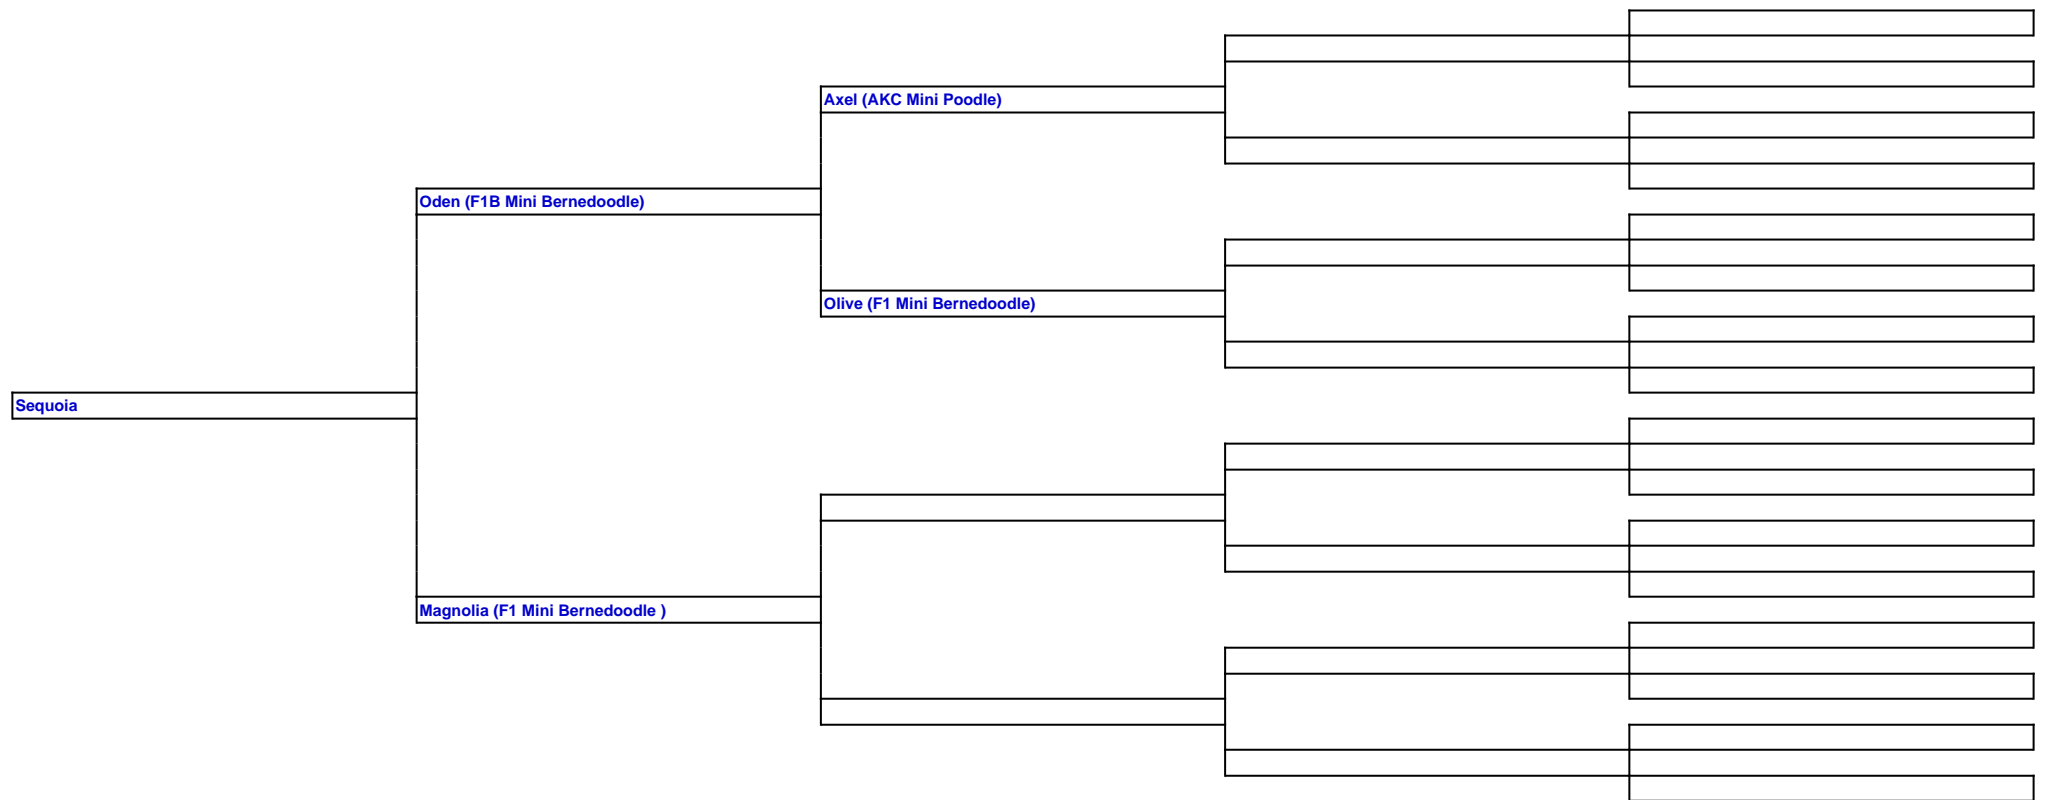 Axel (AKC Mini Poodle)
Oden (F1B Mini Bernedoodle)
Olive (F1 Mini Bernedoodle)
Sequoia
Magnolia (F1 Mini Bernedoodle )